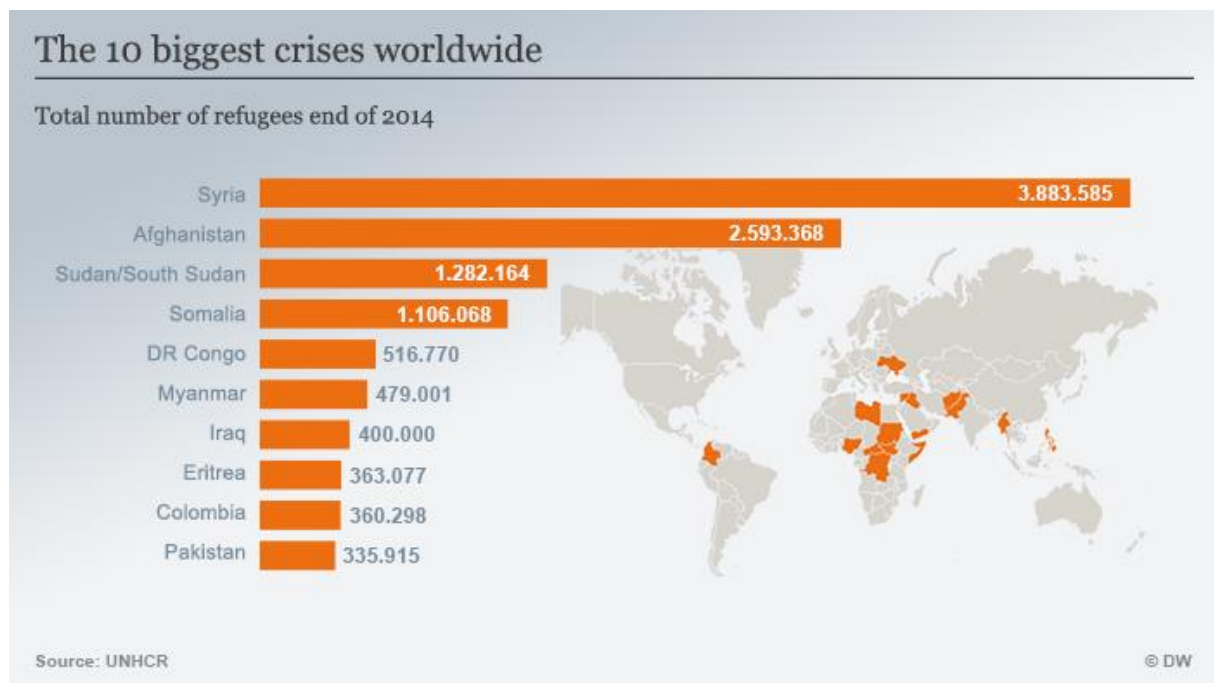 The 10 biggest crises worldwide
Total number of refugees end of 2014
Syria 3.883.585
Afghanistan 2.593.368
Sudan/South Sudan 1.282.164
Somalia 1.106.068
DR Congo 516.770
Myanmar 479.001
Iraq 400.000
Eritrea 363.077
Colombia 360.298
Pakistan 335.915
Source: UNHCR
© DW